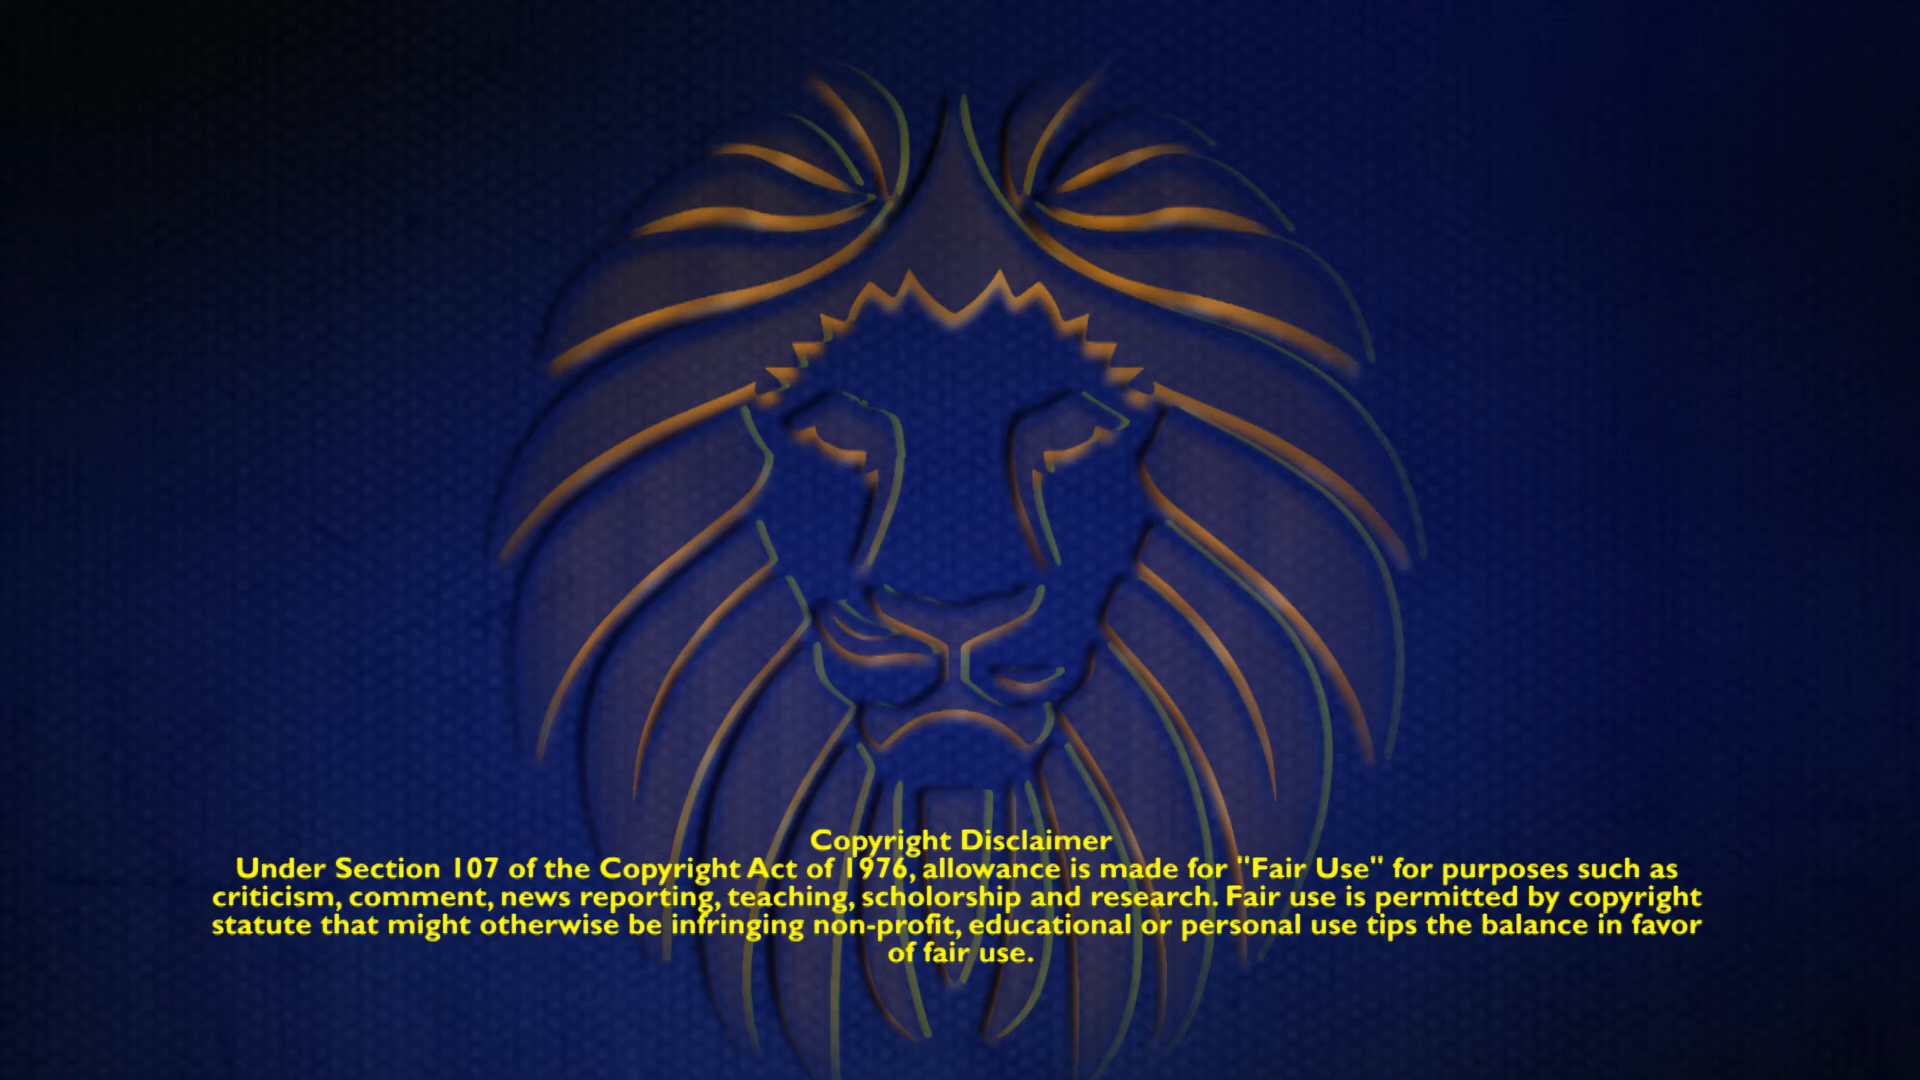 Copyright Disclaimer
Under Section 107 of the Copyright Act of 1976, allowance is made for "Fair Use" for purposes such as
criticism, comment, news reporting, teaching, scholorship and research. Fair use is permitted by copyright
statute that might otherwise be infringing non-profit, educational or personal use tips the balance in favor
of fair use.